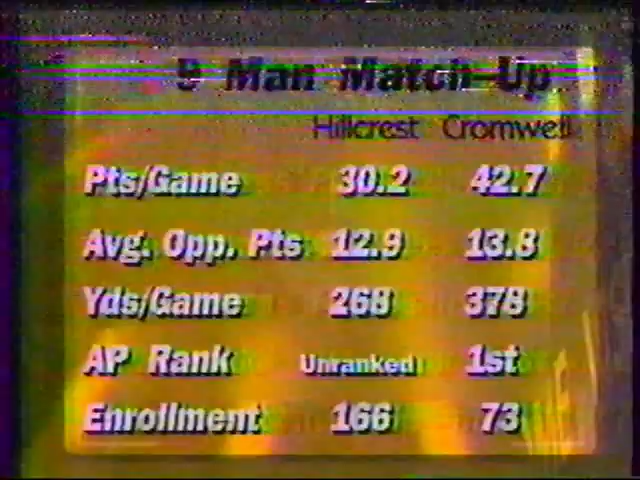 9 Man Match-Up
Hillcrest Cromwell
Pts/Game 30.2 42.7
Avg. Opp. Pts 12.9 13.8
Yds/Game 268 378
AP Rank Unranked 1st
Enrollment 166 73